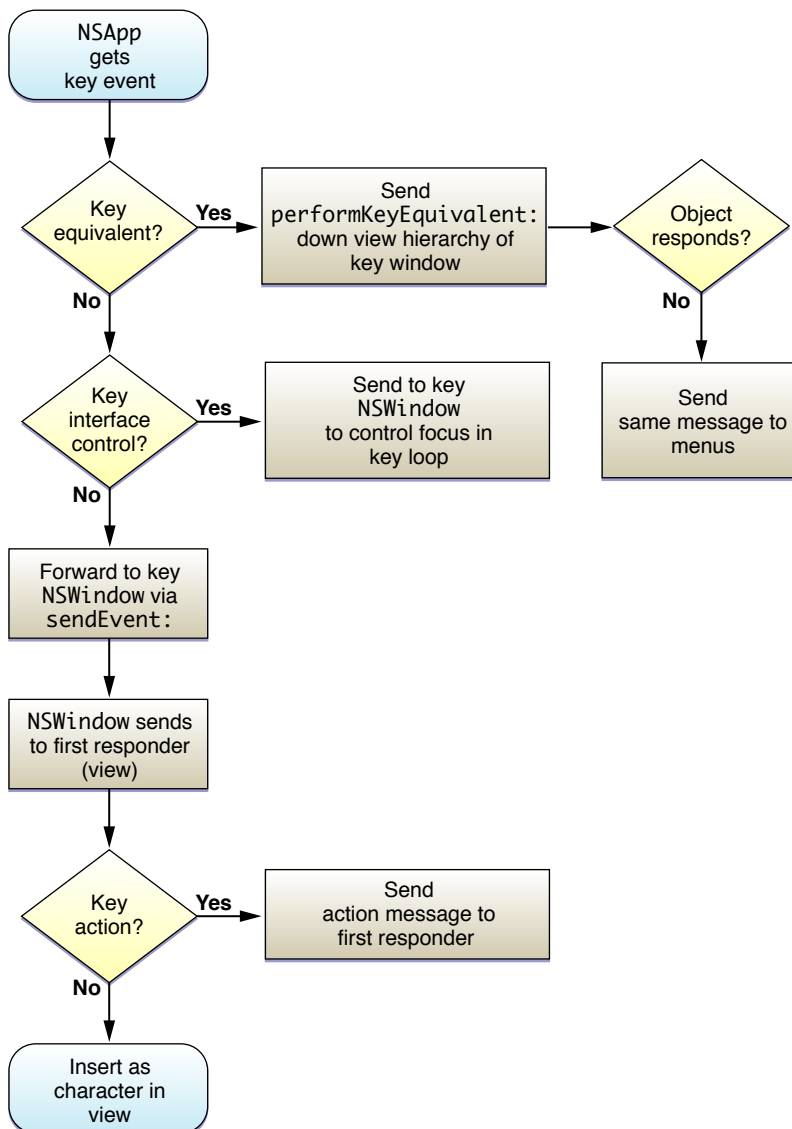 NSApp
gets
key event
Key
equivalent?
Yes
Send
performKeyEquivalent:
down view hierarchy of
key window
Object
responds?
No
No
Key
interface
control?
Yes
Send to key
NSWindow
to control focus in
key loop
Send
same message to
menus
No
Forward to key
NSWindow via
sendEvent:
NSWindow sends
to first responder
(view)
Key
action?
Yes
Send
action message to
first responder
No
Insert as
character in
view